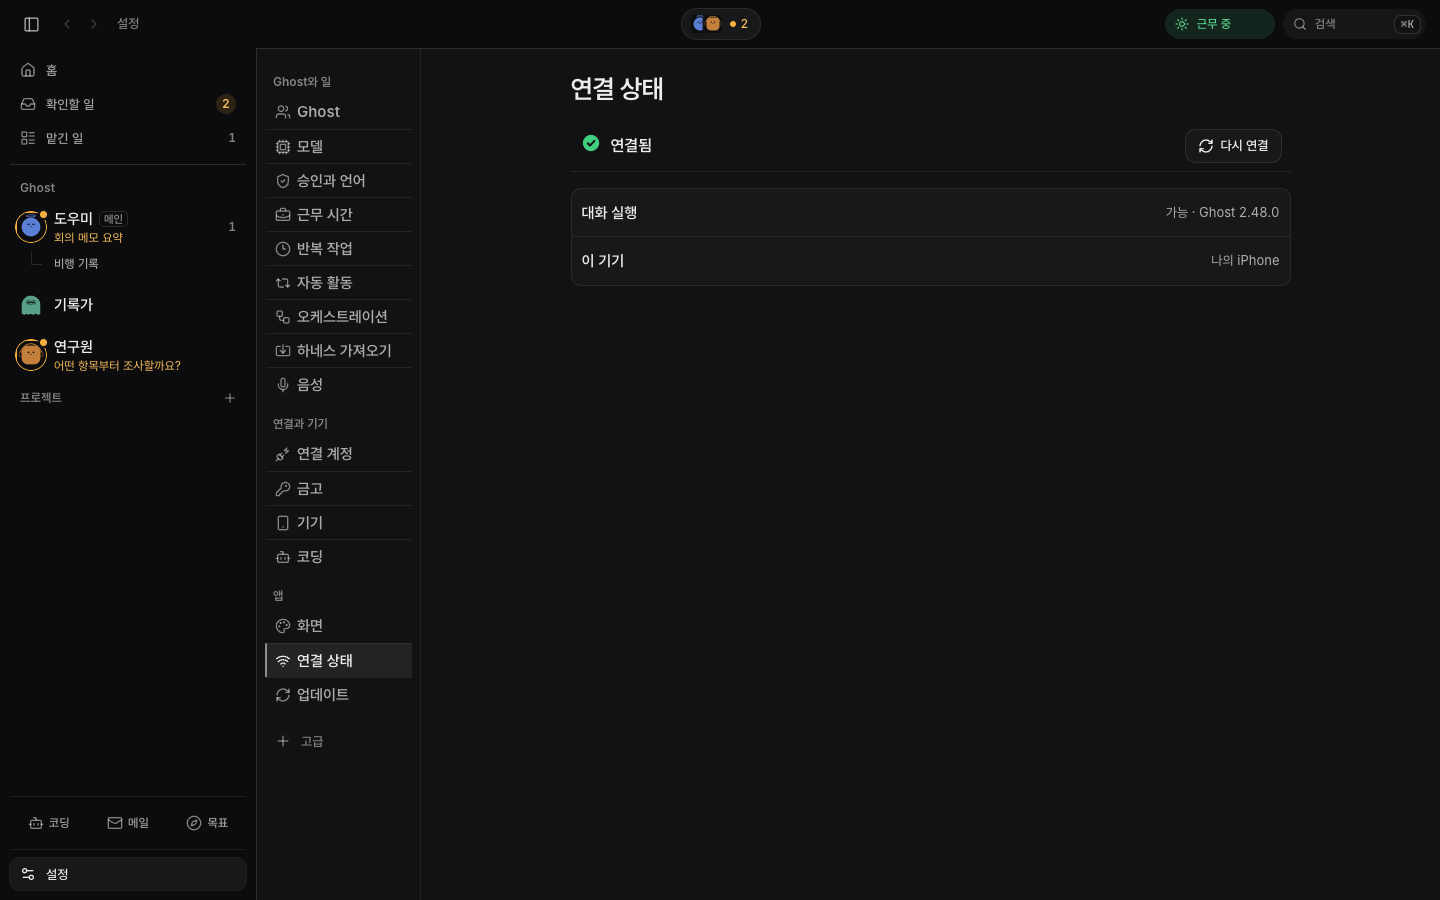 설정
2
근무 중
검색
⌘K
홈
확인할 일
2
맡긴 일
1
Ghost
도우미
메인
회의 메모 요약
1
비행 기록
기록가
연구원
어떤 항목부터 조사할까요?
프로젝트
코딩
메일
목표
설정
Ghost와 일
Ghost
모델
승인과 언어
근무 시간
반복 작업
자동 활동
오케스트레이션
하네스 가져오기
음성
연결과 기기
연결 계정
금고
기기
코딩
앱
화면
연결 상태
업데이트
고급
연결 상태
연결됨
다시 연결
대화 실행
가능 · Ghost 2.48.0
이 기기
나의 iPhone